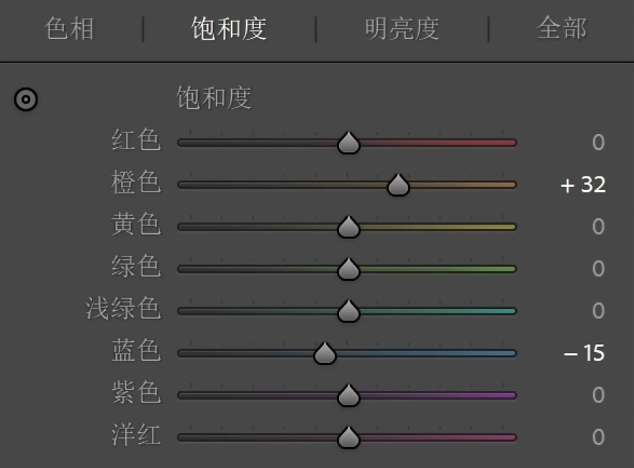 色相 | 饱和度 | 明亮度 | 全部
饱和度
红色 0
橙色 + 32
黄色 0
绿色 0
浅绿色 0
蓝色 – 15
紫色 0
洋红 0